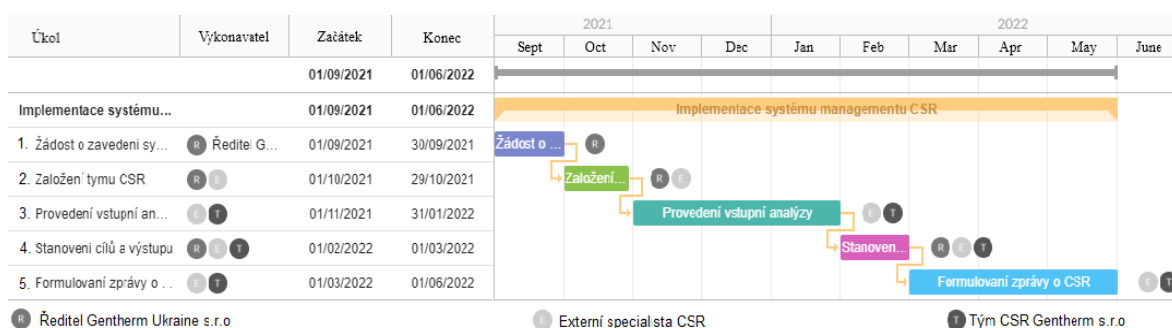 Úkol Vykonavatel Začátek Konec 2021 2022
Sept Oct Nov Dec Jan Feb Mar Apr May June
01/09/2021 01/06/2022
Implementace systému... 01/09/2021 01/06/2022 Implementace systému managementu CSR
1. Žádost o zavedeni sy... R Ředitel G... 01/09/2021 30/09/2021 Žádost o ... R
2. Založení tymu CSR R E 01/10/2021 29/10/2021 Založení... R E
3. Provedení vstupní an... E T 01/11/2021 31/01/2022 Provedení vstupní analýzy E T
4. Stanoveni cílů a výstupu R E T 01/02/2022 01/03/2022 Stanoven... R E T
5. Formulovaní zprávy o ... E T 01/03/2022 01/06/2022 Formulovaní zprávy o CSR E T
R Ředitel Gentherm Ukraine s.r.o E Externí specialista CSR T Tým CSR Gentherm s.r.o